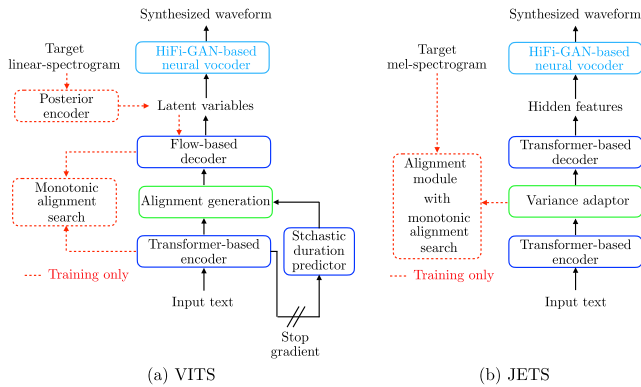 Synthesized waveform
HiFi-GAN-based
neural vocoder
Target
linear-spectrogram
Posterior
encoder
Latent variables
Flow-based
decoder
Monotonic
alignment
search
Alignment generation
Transformer-based
encoder
Stchastic
duration
predictor
Training only
Input text
Stop
gradient
(a) VITS
Synthesized waveform
HiFi-GAN-based
neural vocoder
Target
mel-spectrogram
Hidden features
Transformer-based
decoder
Alignment
module
with
monotonic
alignment
search
Variance adaptor
Transformer-based
encoder
Training only
Input text
(b) JETS